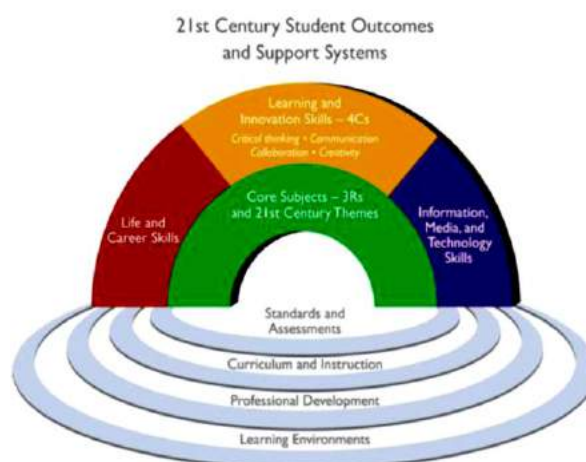 21st Century Student Outcomes
and Support Systems
Learning and
Innovation Skills – 4Cs
Critical thinking • Communication
Collaboration • Creativity
Core Subjects – 3Rs
and 21st Century Themes
Life and
Career Skills
Information,
Media, and
Technology
Skills
Standards and
Assessments
Curriculum and Instruction
Professional Development
Learning Environments